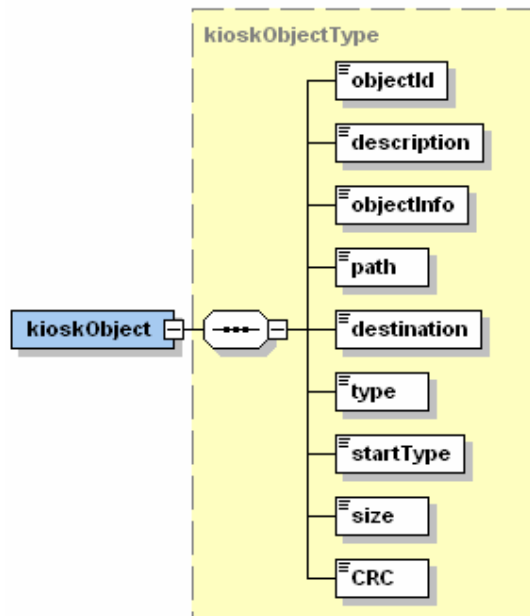 kioskObjectType
objectId
description
objectInfo
path
kioskObject
destination
type
startType
size
CRC